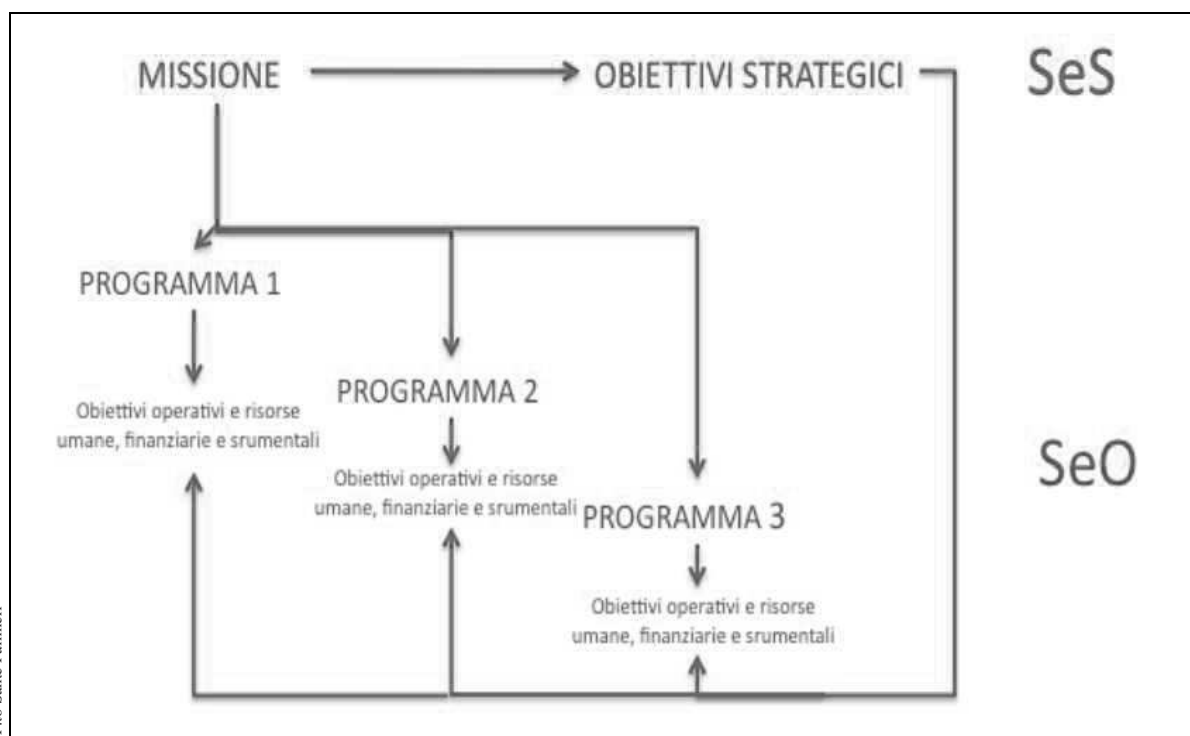 MISSIONE
OBIETTIVI STRATEGICI
SeS
PROGRAMMA 1
Obiettivi operativi e risorse
umane, finanziarie e srumentali
PROGRAMMA 2
Obiettivi operativi e risorse
umane, finanziarie e srumentali
SeO
PROGRAMMA 3
Obiettivi operativi e risorse
umane, finanziarie e srumentali